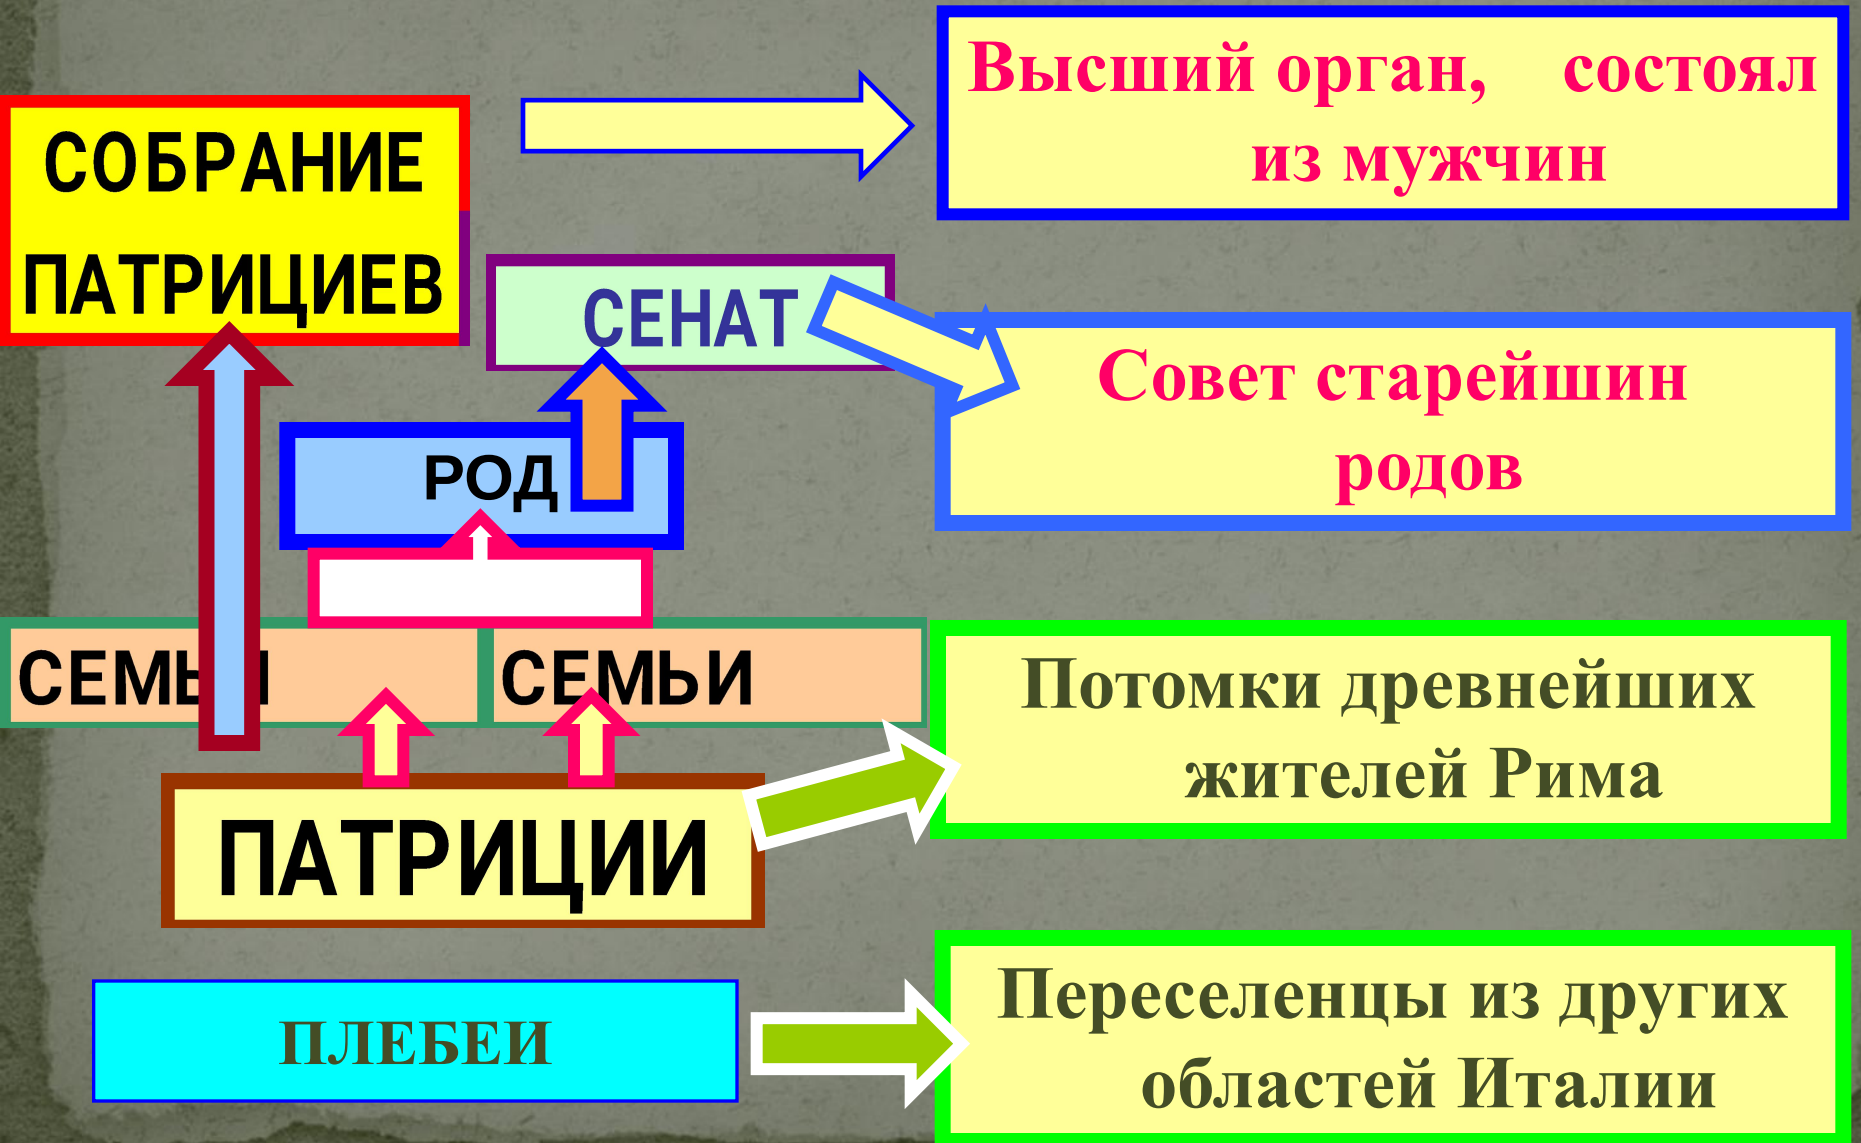 Высший орган, состоял
из мужчин
СОБРАНИЕ
ПАТРИЦИЕВ
СЕНАТ
Совет старейшин
родов
РОД
СЕМЬИ
СЕМЬИ
Потомки древнейших
жителей Рима
ПАТРИЦИИ
Переселенцы из других
областей Италии
ПЛЕБЕИ